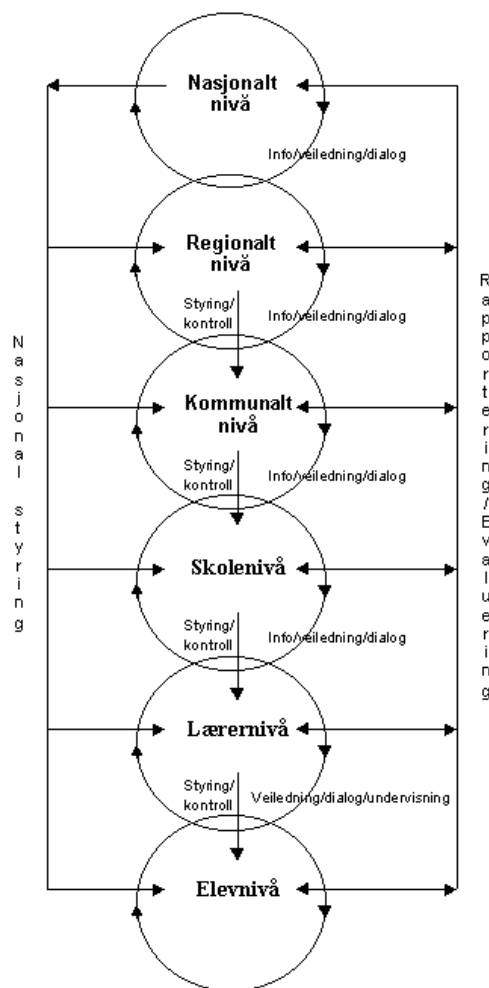 Nasjonalt
nivå
Info/veiledning/dialog
Regionalt
nivå
Styring/
kontroll
Info/veiledning/dialog
Nasjonal styring
Rapportering/Evaluering
Kommunalt
nivå
Styring/
kontroll
Info/veiledning/dialog
Skolenivå
Styring/
kontroll
Info/veiledning/dialog
Lærernivå
Styring/
kontroll
Veiledning/dialog/undervisning
Elevnivå